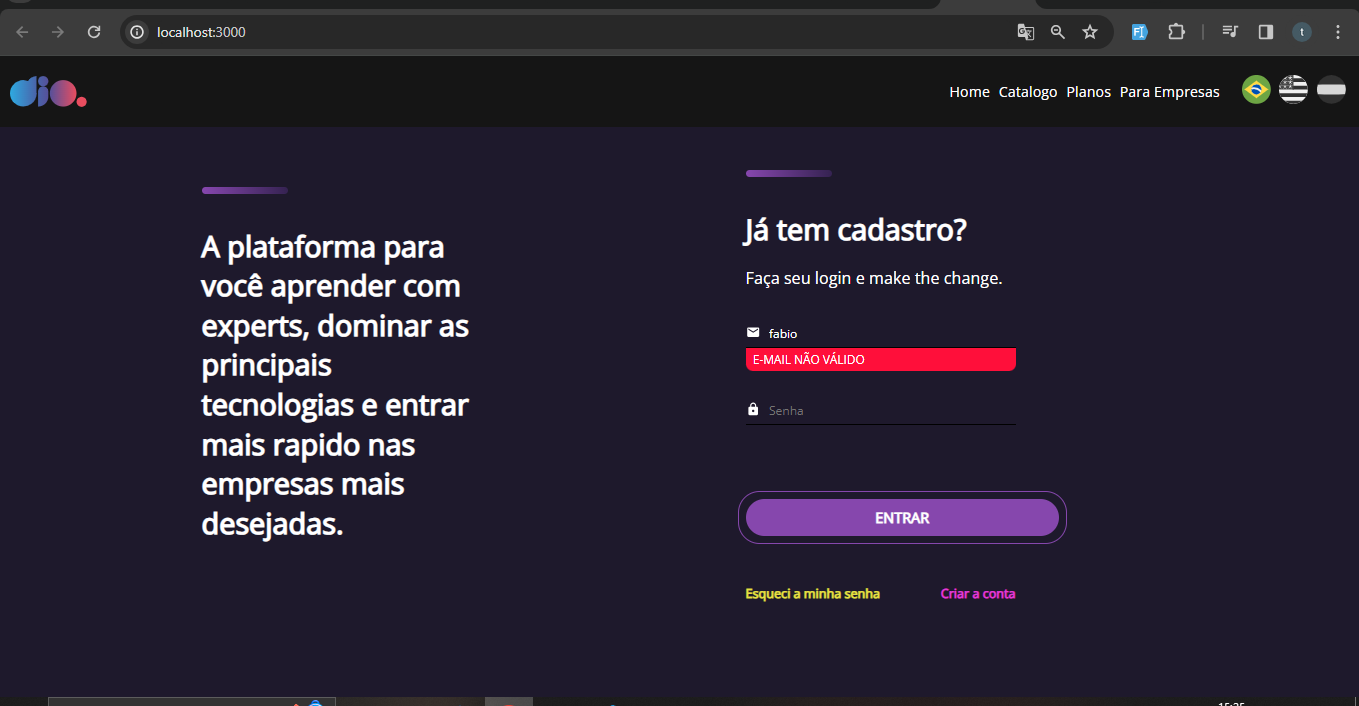 localhost:3000
dio.
Home Catalogo Planos Para Empresas
A plataforma para
você aprender com
experts, dominar as
principais
tecnologias e entrar
mais rapido nas
empresas mais
desejadas.
Já tem cadastro?
Faça seu login e make the change.
fabio
E-MAIL NÃO VÁLIDO
Senha
ENTRAR
Esqueci a minha senha
Criar a conta